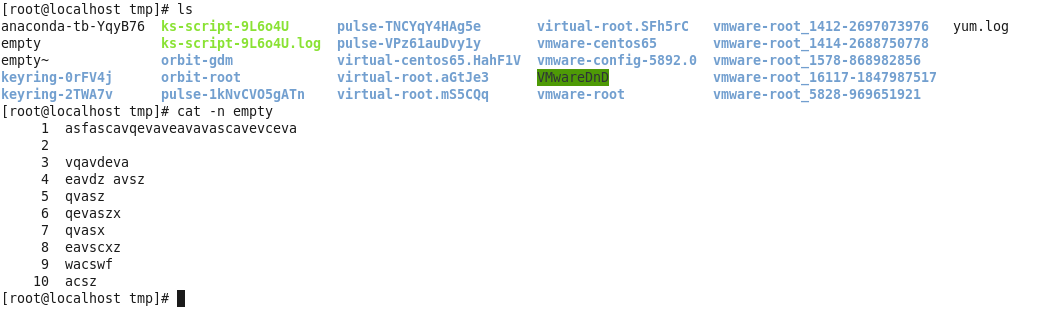 [root@localhost tmp]# ls
anaconda-tb-YqyB76  ks-script-9L6o4U      pulse-TNCYqY4HAg5e       virtual-root.SFh5rC   vmware-root_1412-2697073976   yum.log
empty               ks-script-9L6o4U.log  pulse-VPz61auDvy1y       vmware-centos65       vmware-root_1414-2688750778
empty~              orbit-gdm             virtual-centos65.HahF1V  vmware-config-5892.0  vmware-root_1578-868982856
keyring-0rFV4j      orbit-root            virtual-root.aGtJe3      VMwareDnD             vmware-root_16117-1847987517
keyring-2TWA7v      pulse-1kNvCVO5gATn    virtual-root.mS5CQq      vmware-root           vmware-root_5828-969651921
[root@localhost tmp]# cat -n empty
     1  asfascavqevaveavavascavevceva
     2
     3  vqavdeva
     4  eavdz avsz
     5  qvasz
     6  qevaszx
     7  qvasx
     8  eavscxz
     9  wacswf
    10  acsz
[root@localhost tmp]#